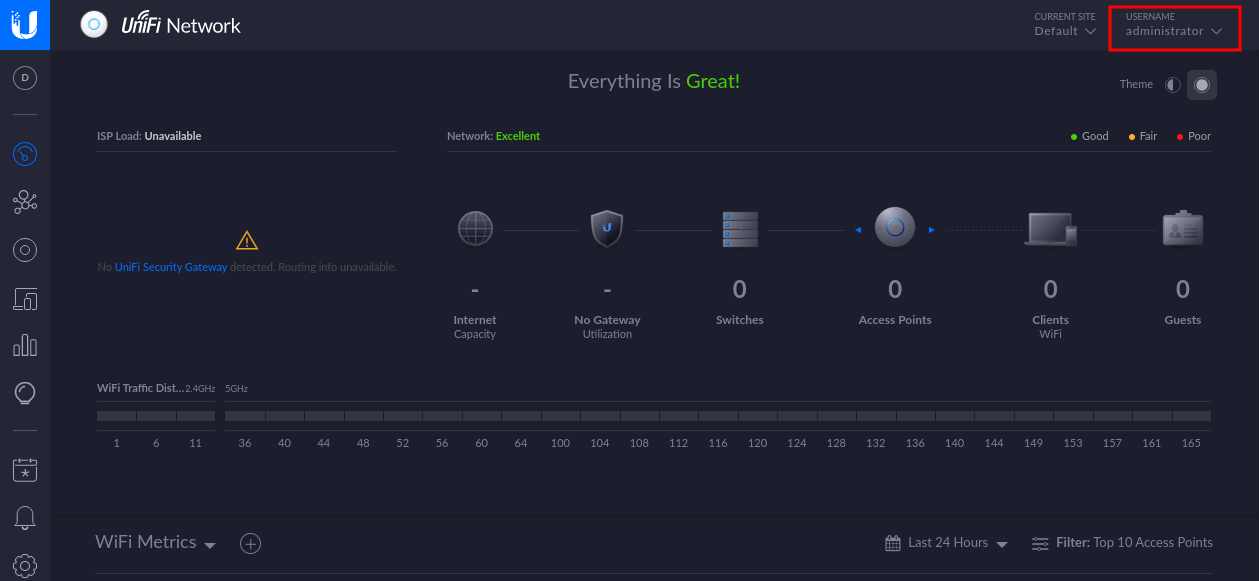 UniFi Network
CURRENT SITE
Default
USERNAME
administrator
D
Everything Is Great!
Theme
ISP Load: Unavailable
Network: Excellent
Good
Fair
Poor
No UniFi Security Gateway detected. Routing info unavailable.
-
Internet
Capacity
-
No Gateway
Utilization
0
Switches
0
Access Points
0
Clients
WiFi
0
Guests
WiFi Traffic Dist... 2.4GHz
5GHz
1 6 11 36 40 44 48 52 56 60 64 100 104 108 112 116 120 124 128 132 136 140 144 149 153 157 161 165
WiFi Metrics
Last 24 Hours
Filter: Top 10 Access Points